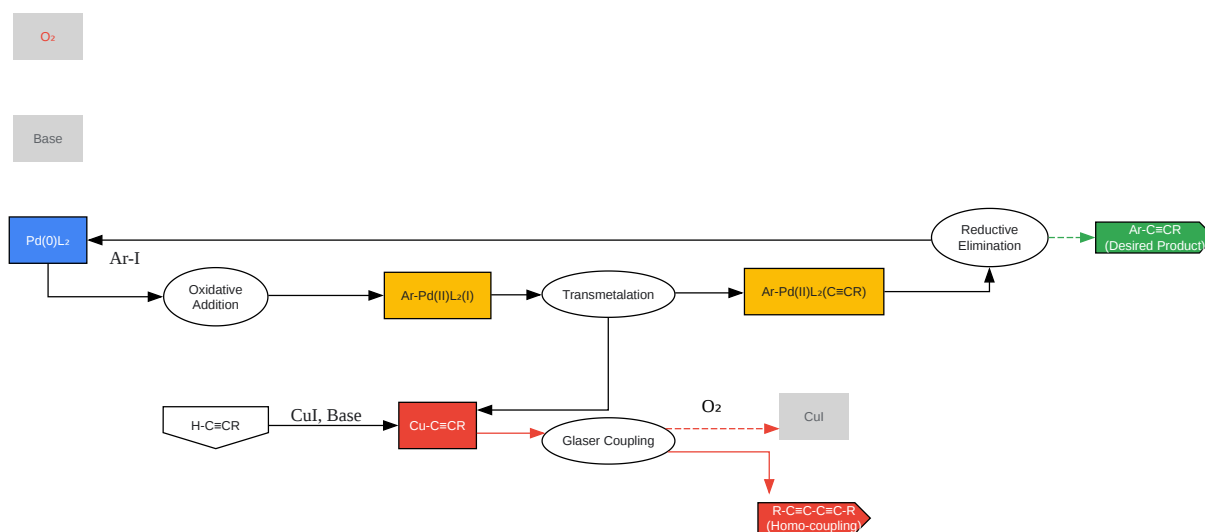 O₂
Base
Pd(0)L₂
Ar-I
Oxidative
Addition
Ar-Pd(II)L₂(I)
Transmetalation
Ar-Pd(II)L₂(C≡CR)
Reductive
Elimination
Ar-C≡CR
(Desired Product)
H-C≡CR
CuI, Base
Cu-C≡CR
Glaser Coupling
O₂
CuI
R-C≡C-C≡C-R
(Homo-coupling)